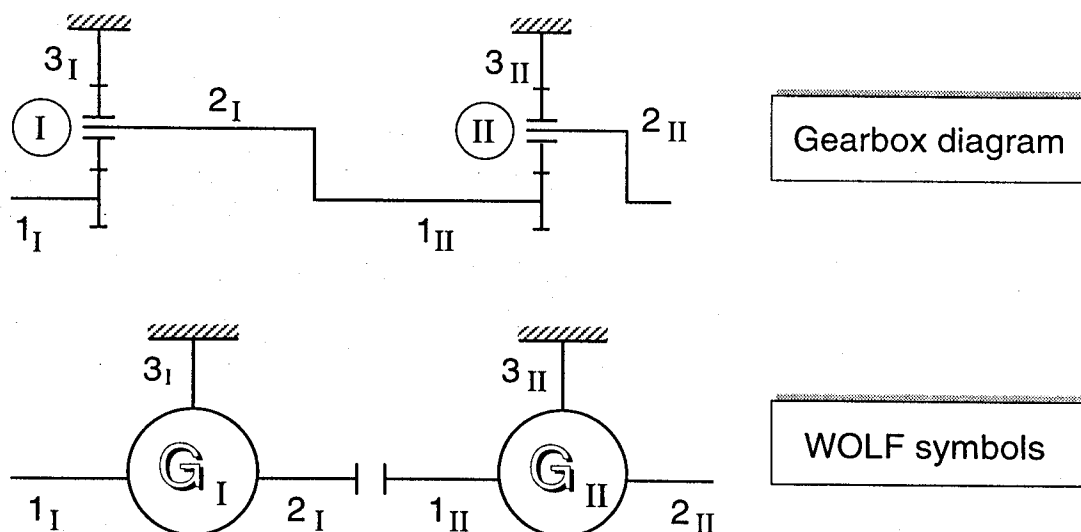 3I
3II
I
2I
II
2II
Gearbox diagram
1I
1II
3I
3II
GI
GII
WOLF symbols
1I
2I
1II
2II